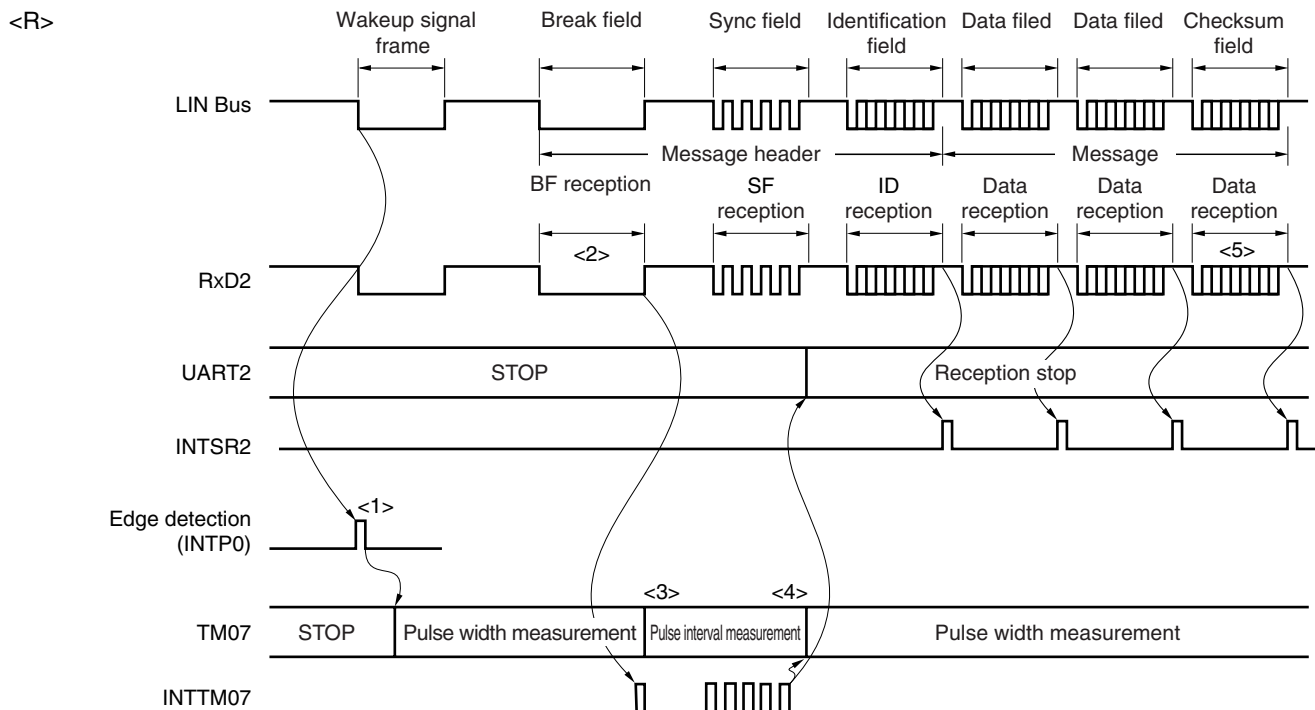 <R>
Wakeup signal
frame
Break field
Sync field
Identification
field
Data filed
Data filed
Checksum
field
LIN Bus
Message header
Message
BF reception
SF
reception
ID
reception
Data
reception
Data
reception
Data
reception
<2>
<5>
RxD2
UART2
STOP
Reception stop
INTSR2
Edge detection
(INTP0)
<1>
<3>
<4>
TM07
STOP
Pulse width measurement
Pulse interval measurement
Pulse width measurement
INTTM07